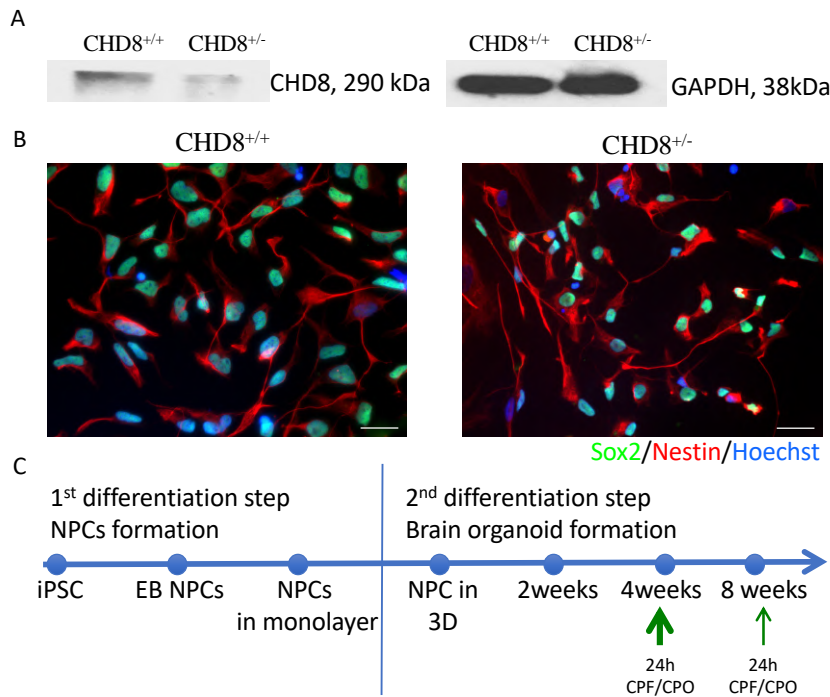 A
CHD8+/+ CHD8+/-
CHD8, 290 kDa
CHD8+/+ CHD8+/-
GAPDH, 38kDa
B
CHD8+/+
CHD8+/-
Sox2/Nestin/Hoechst
C
1st differentiation step
NPCs formation
2nd differentiation step
Brain organoid formation
iPSC
EB NPCs
NPCs
in monolayer
NPC in
3D
2weeks
4weeks
8 weeks
24h
CPF/CPO
24h
CPF/CPO